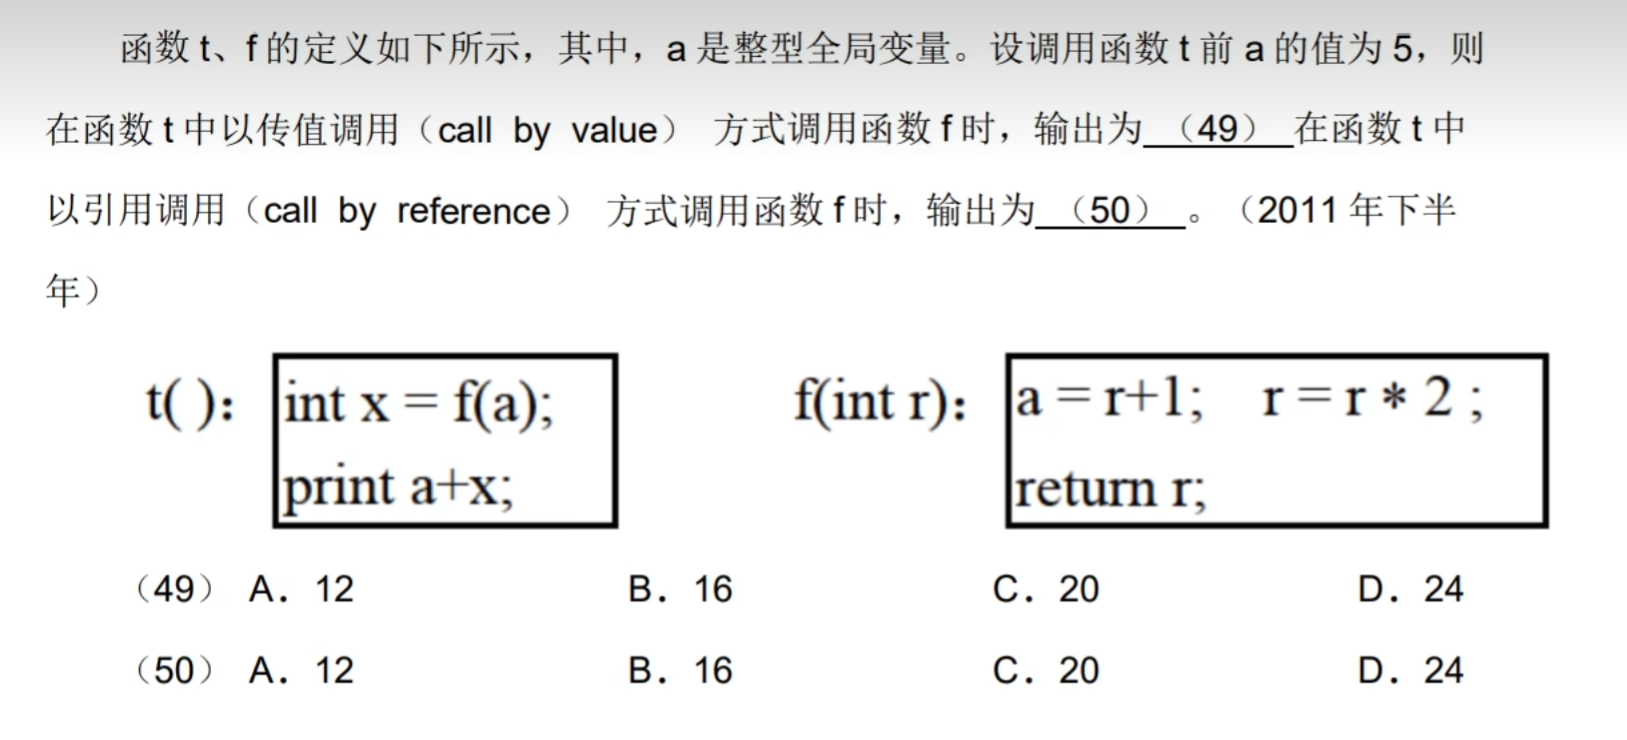 函数 t、f 的定义如下所示，其中，a 是整型全局变量。设调用函数 t 前 a 的值为 5，则
在函数 t 中以传值调用（call by value） 方式调用函数 f 时，输出为 （49） 在函数 t 中
以引用调用（call by reference） 方式调用函数 f 时，输出为 （50） 。（2011 年下半
年）
t( )： int x = f(a); f(int r)： a = r+1; r = r * 2 ;
print a+x; return r;
（49） A. 12 B. 16 C. 20 D. 24
（50） A. 12 B. 16 C. 20 D. 24